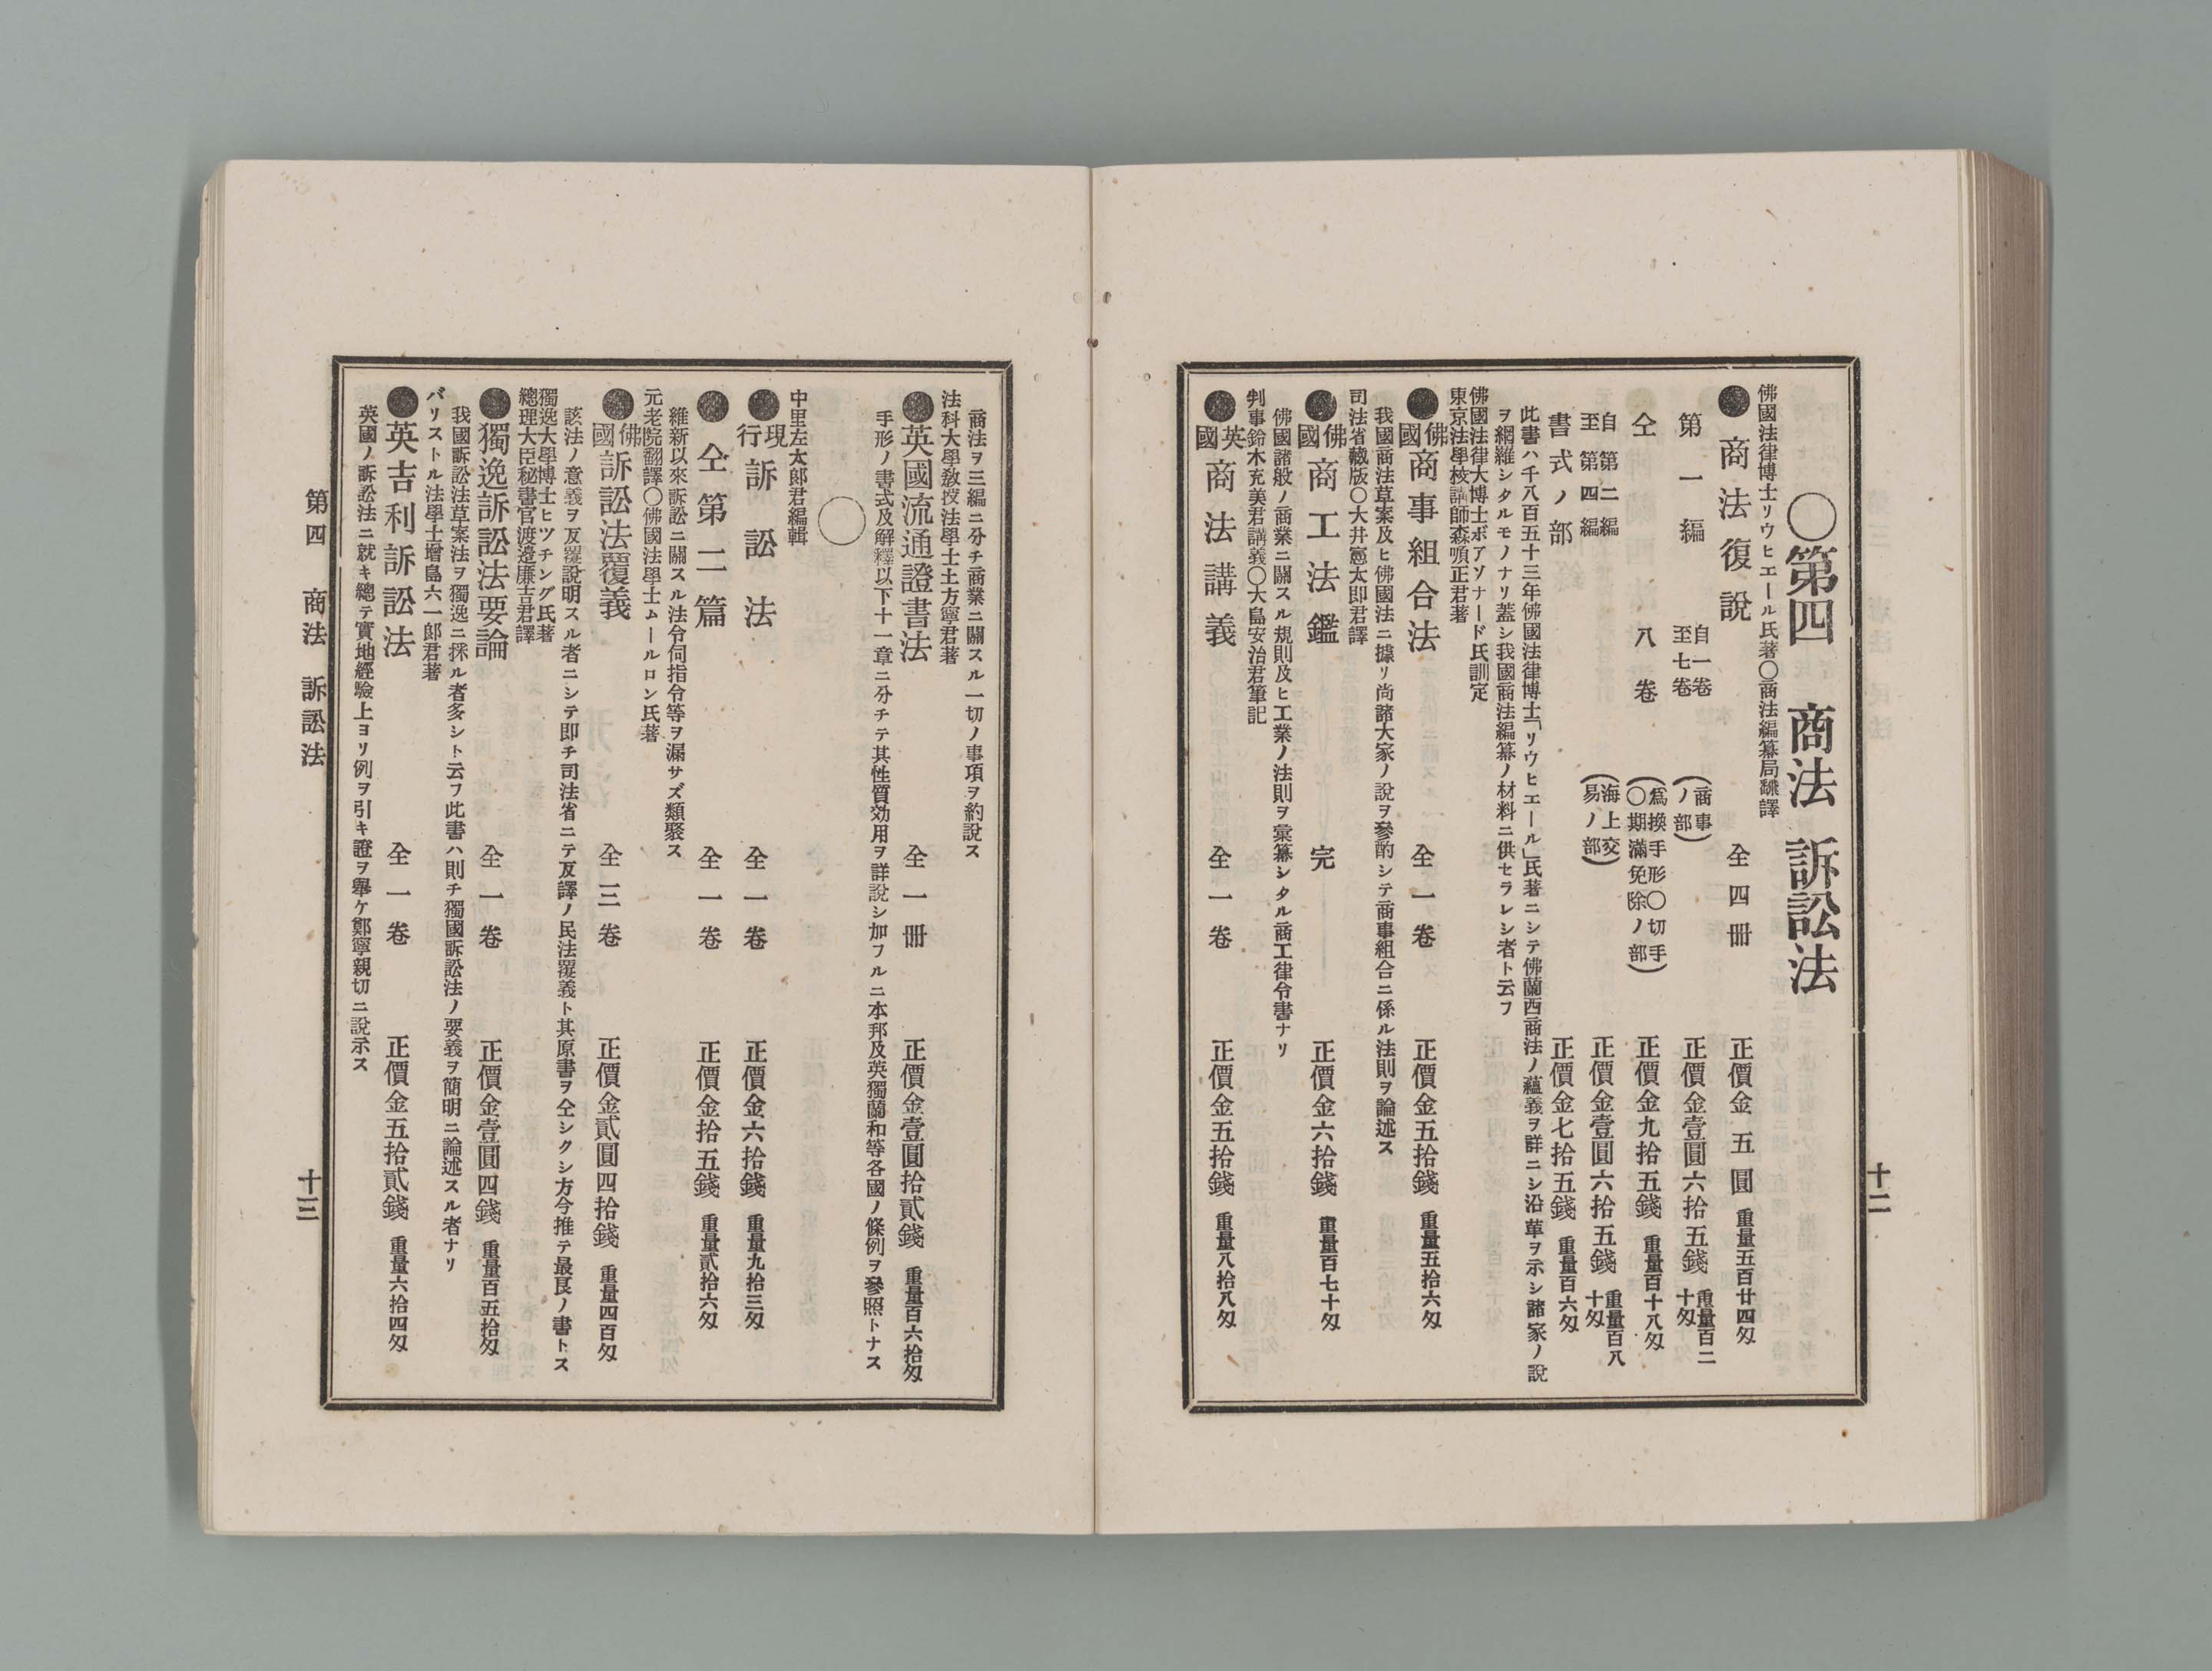 十二
〇第四 商法 訴訟法
佛國法律博士リウヒエール氏著〇商法編纂局飜譯
●商法復說 全四冊 正價金五圓 重量五百廿四匁
第一編 自一卷至七卷 (商事ノ部) 正價金壹圓六拾五錢 重量百二十匁
仝 八卷 (爲換手形〇切手〇期滿免除ノ部) 正價金九拾五錢 重量百十八匁
自第二編至第四編 (海上交易ノ部) 正價金壹圓六拾五錢 重量百八十匁
書式ノ部 正價金七拾五錢 重量百六匁
此書ハ千八百五十三年佛國法律博士「リウヒエール」氏著ニシテ佛蘭西商法ノ蘊義ヲ詳ニシ沿革ヲ示シ諸家ノ說
ヲ網維シタルモノナリ蓋シ我國商法編纂ノ材料ニ供セラレシ者ト云フ
佛國法律大博士ボアソナード氏訓定
東京法學校講師森順正君著
●佛國商事組合法 全一卷 正價金五拾錢 重量五拾六匁
我國商法草案及ヒ佛國法ニ據リ尚諸大家ノ說ヲ參酌シテ商事組合ニ係ル法則ヲ論述ス
司法省藏版〇大井憲太郎君譯
●佛國商工法鑑 完 正價金六拾錢 重量百七十匁
佛國諸般ノ商業ニ關スル規則及ヒ工業ノ法則ヲ彙纂シタル商工律令書ナリ
判事鈴木充美君講義〇大島安治君筆記
●英國商法講義 全一卷 正價金五拾錢 重量八拾八匁
商法ヲ三編ニ分チ商業ニ關スル一切ノ事項ヲ約說ス
法科大學敎授法學士土方寧君著
●英國流通證書法 全一冊 正價金壹圓拾貳錢 重量百六拾匁
手形ノ書式及解釋以下十一章ニ分チテ其性質効用ヲ詳說シ加フルニ本邦及英獨蘭和等各國ノ條例ヲ參照トナス
〇
中里左太郎君編輯
●現行訴訟法 全一卷 正價金六拾錢 重量九拾三匁
●仝第二篇 全一卷 正價金拾五錢 重量貳拾六匁
維新以來訴訟ニ關スル法令伺指令等ヲ漏サズ類聚ス
元老院翻譯〇佛國法學士ムールロン氏著
●佛國訴訟法覆義 全三卷 正價金貳圓四拾錢 重量四百匁
該法ノ意義ヲ反覆說明スル者ニシテ即チ司法省ニテ反譯ノ民法覆義ト其原書ヲ仝シクシ方今推テ最良ノ書トス
獨逸大學博士ヒツチング氏著
總理大臣秘書官渡邊廉吉君譯
●獨逸訴訟法要論 全一卷 正價金壹圓四錢 重量百五拾匁
我國訴訟法草案法ヲ獨逸ニ採ル者多シト云フ此書ハ則チ獨國訴訟法ノ要義ヲ簡明ニ論述スル者ナリ
バリストル法學士增島六一郎君著
●英吉利訴訟法 全一卷 正價金五拾貳錢 重量六拾四匁
英國ノ訴訟法ニ就キ總テ實地經驗上ヨリ例ヲ引キ證ヲ擧ケ鄭寧親切ニ說示ス
第四 商法 訴訟法
十三